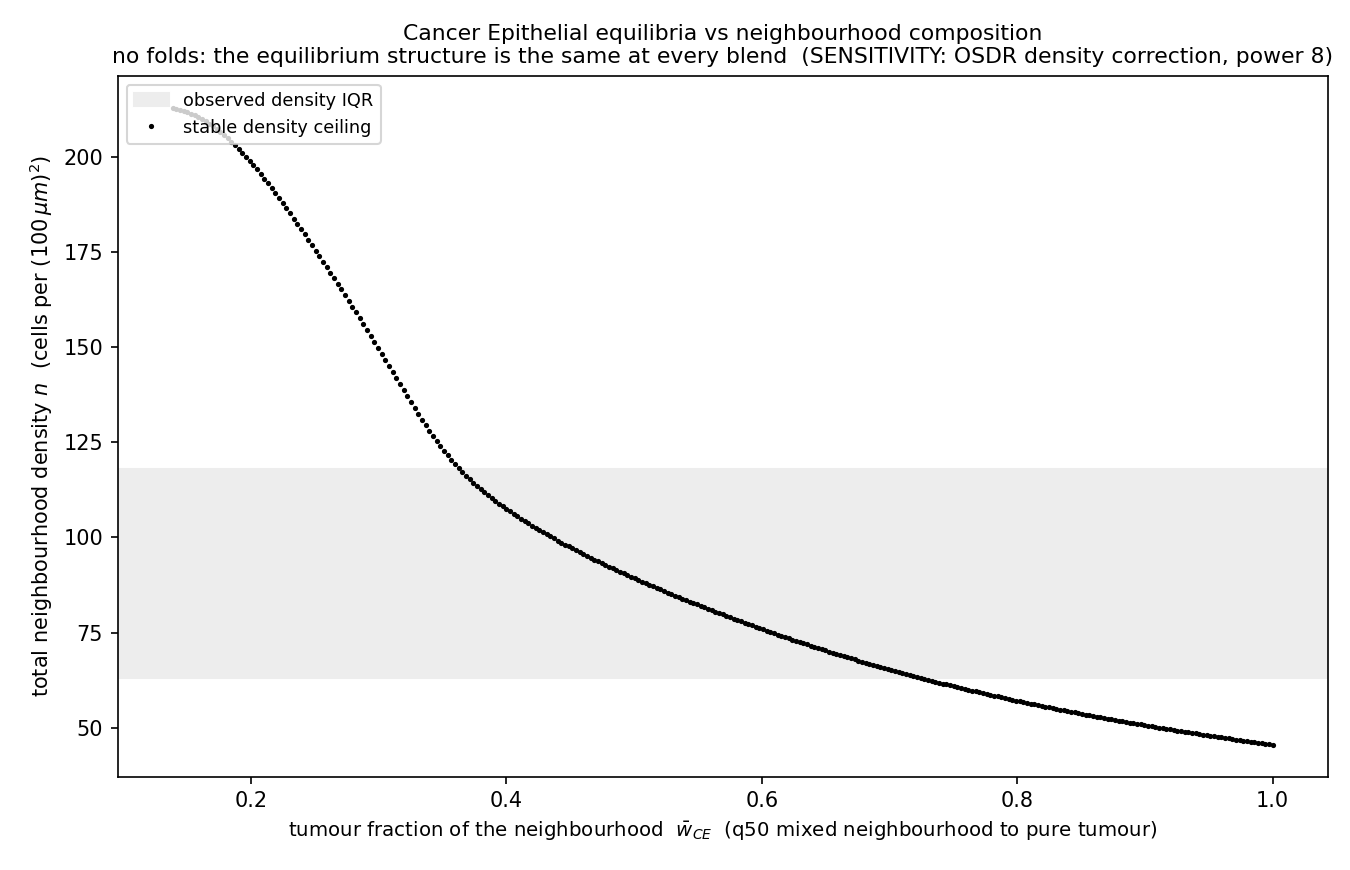 Cancer Epithelial equilibria vs neighbourhood composition
no folds: the equilibrium structure is the same at every blend  (SENSITIVITY: OSDR density correction, power 8)
observed density IQR
stable density ceiling
total neighbourhood density n  (cells per (100 μm)²)
200
175
150
125
100
75
50
0.2
0.4
0.6
0.8
1.0
tumour fraction of the neighbourhood  w̄_CE  (q50 mixed neighbourhood to pure tumour)